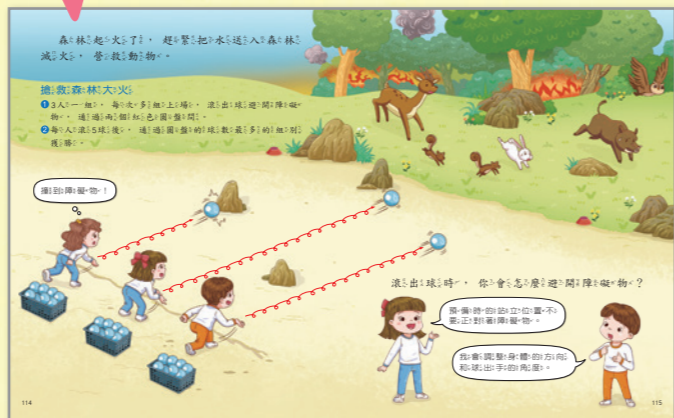 森林起火了，趕緊把水送入森林
滅火，營救動物。
搶救森林大火
❶3人一組，每次多組上場，滾出球避開障礙
物，通過兩個紅色圓盤間。
❷每人滾5球後，通過圓盤的球數最多的組別
獲勝。
撞到障礙物！
滾出球時，你會怎麼避開障礙物？
預備時的站立位置不
要正對著障礙物。
我會調整身體的方向
和球出手的角度。
114
115